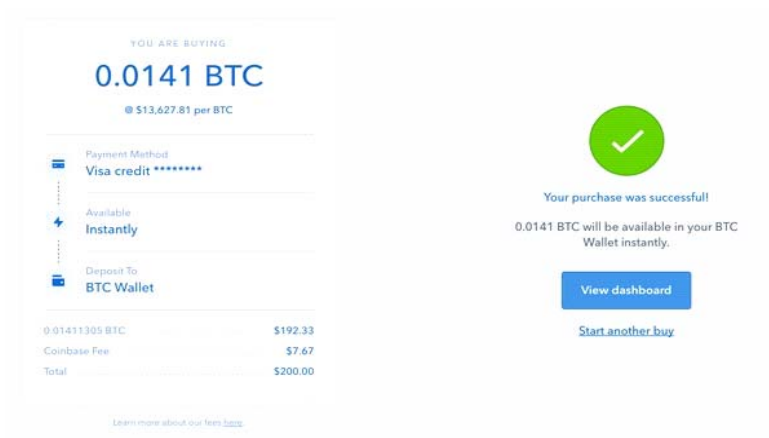 YOU ARE BUYING
0.0141 BTC
@ $13,627.81 per BTC
Payment Method
Visa credit ********
Available
Instantly
Deposit To
BTC Wallet
0.01411305 BTC $192.33
Coinbase Fee $7.67
Total $200.00
Learn more about our fees here
Your purchase was successful!
0.0141 BTC will be available in your BTC
Wallet instantly.
View dashboard
Start another buy